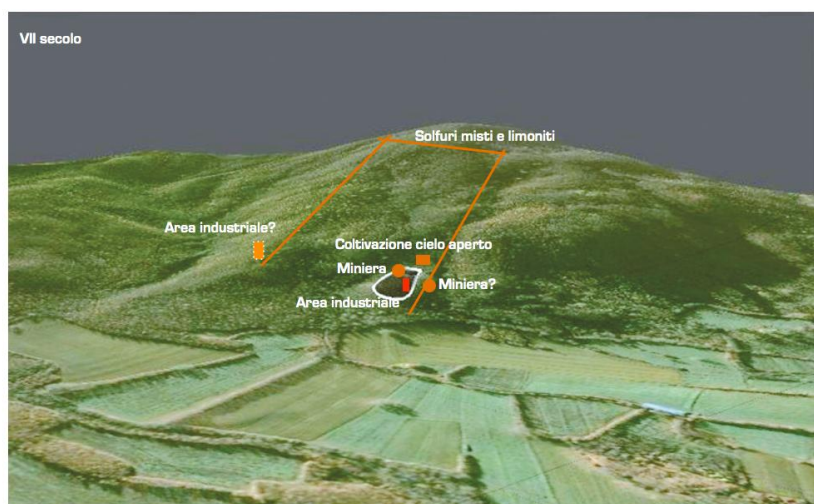 VII secolo
Solfuri misti e limoniti
Area industriale?
Coltivazione cielo aperto
Miniera
Miniera?
Area industriale